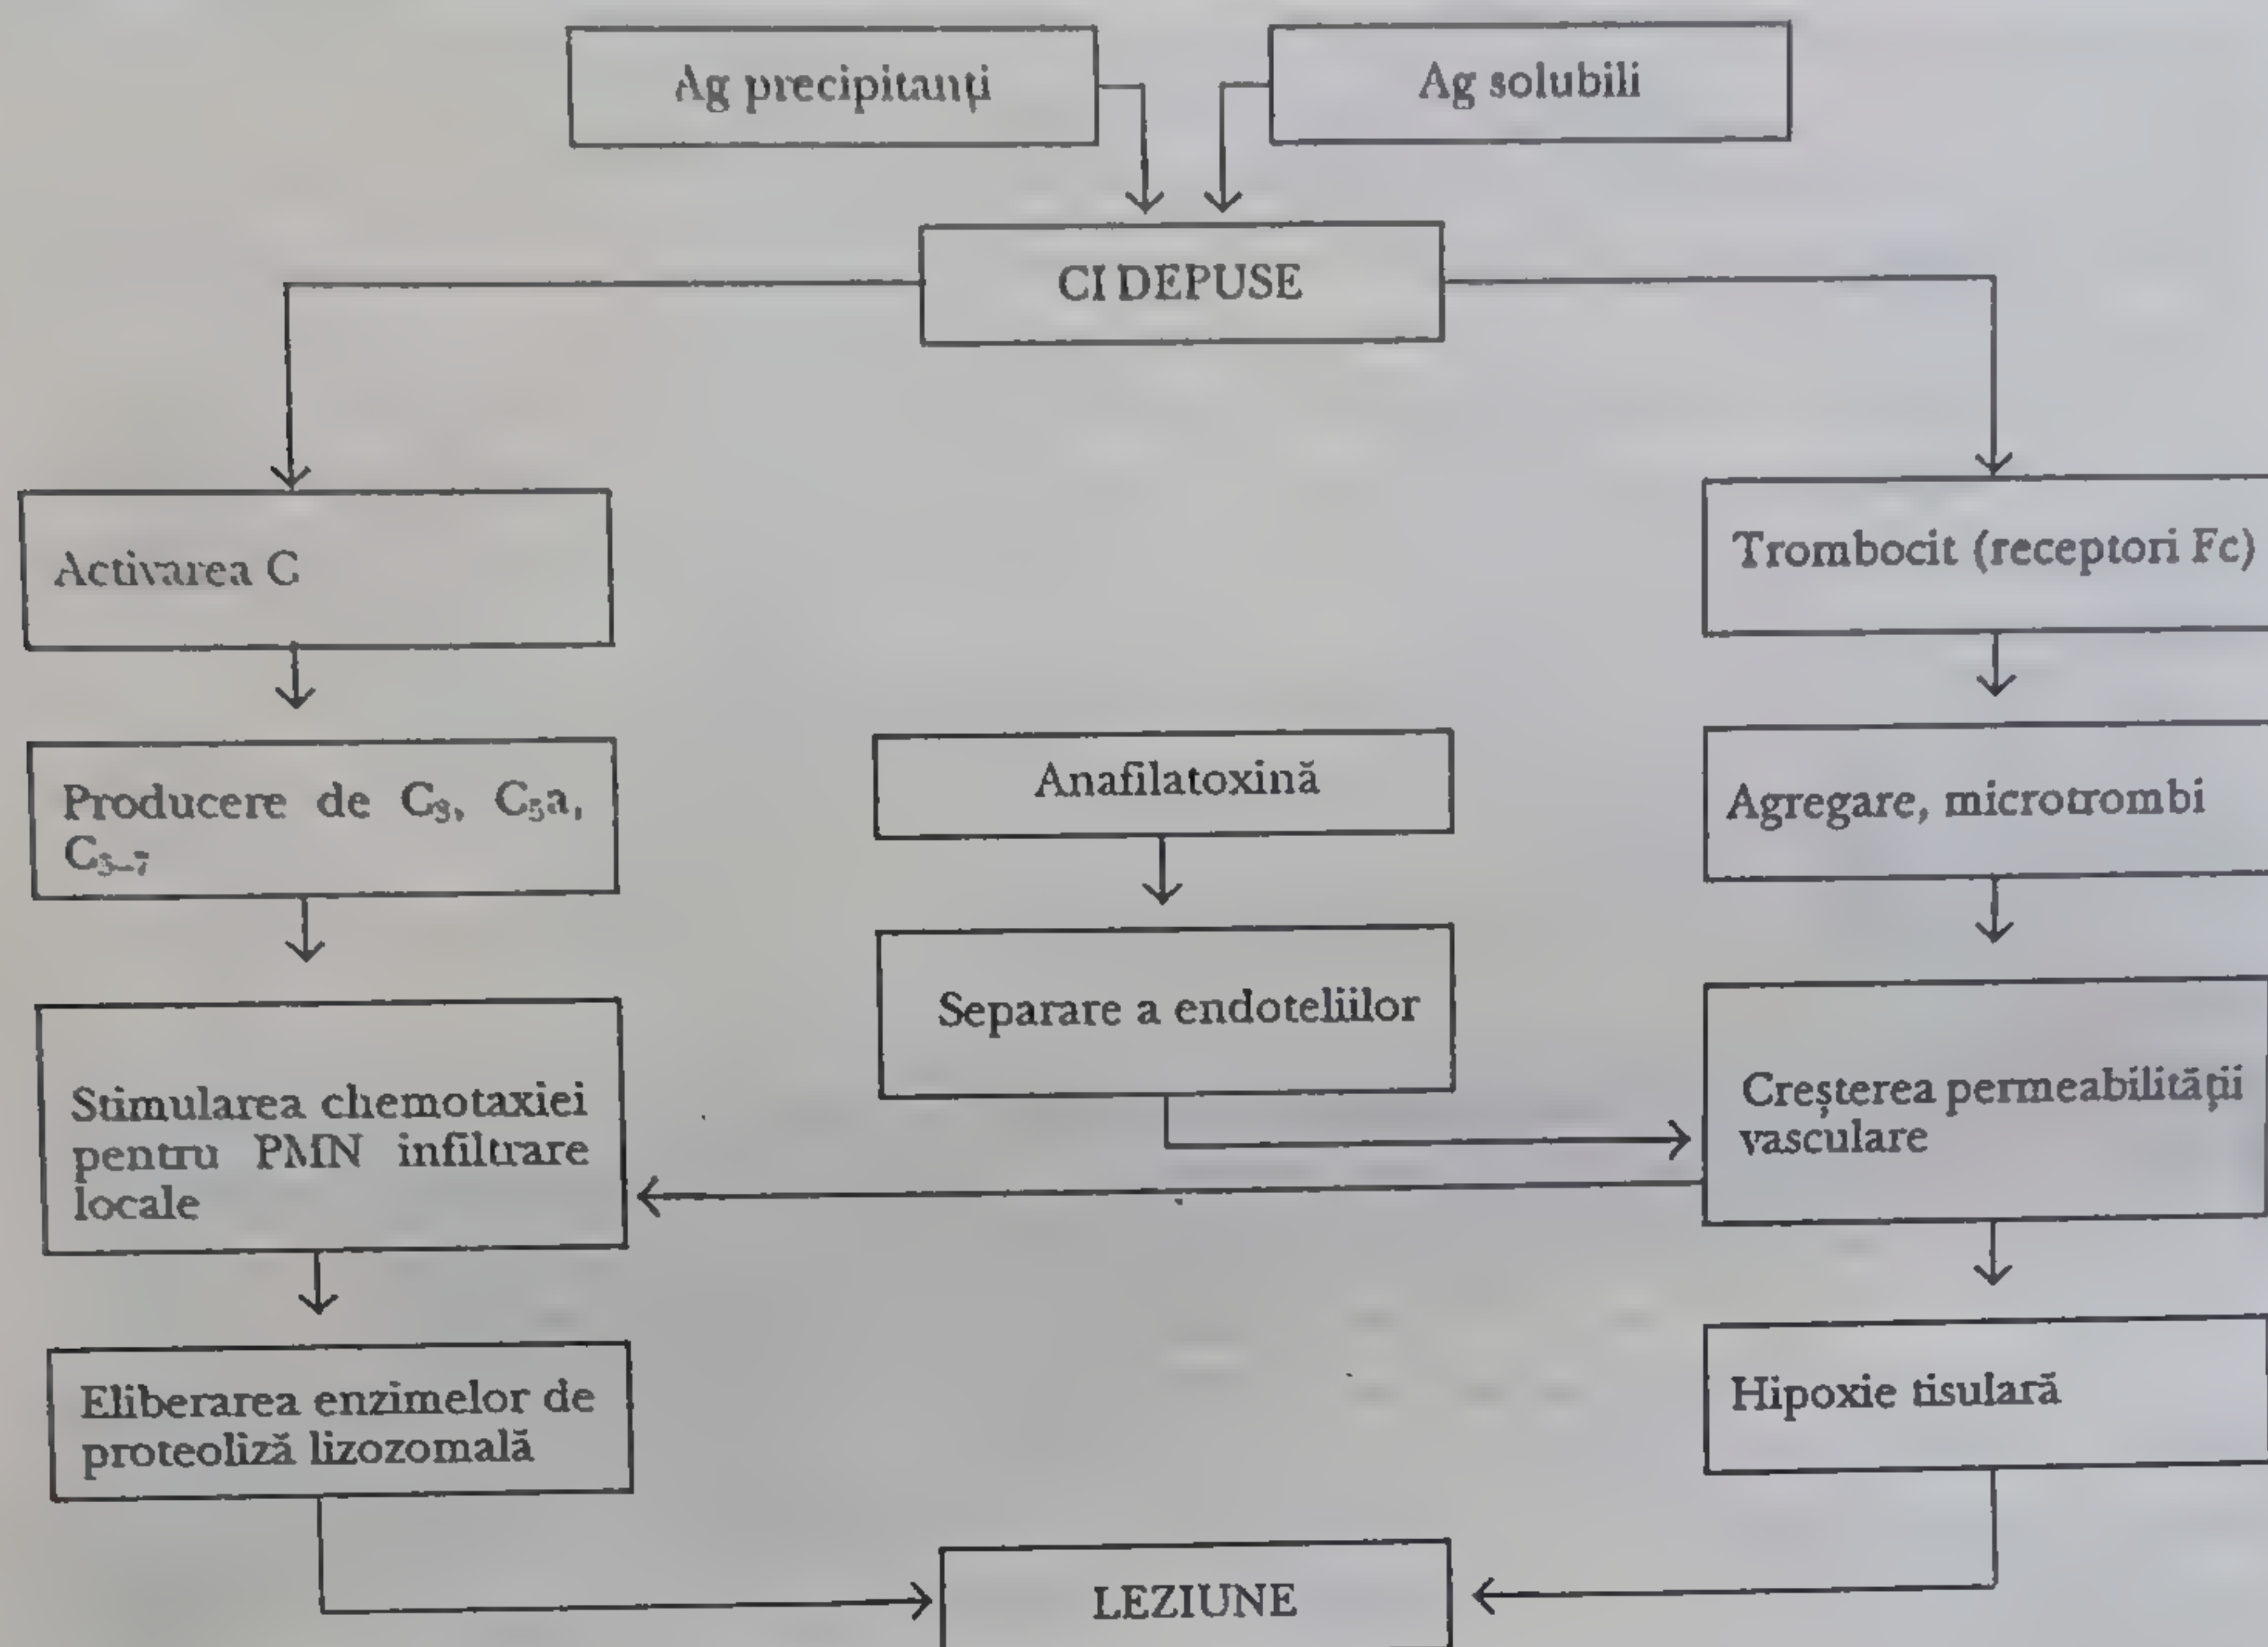 Ag precipitanți
Ag solubili
CI DEPUSE
Activarea C
Trombocit (receptori Fc)
Producere de C₃, C₅a,
C₅₋₇
Anafilatoxină
Agregare, microtrombi
Separare a endoteliilor
Stimularea chemotaxiei
pentru PMN infiltrare
locale
Creșterea permeabilității
vasculare
Eliberarea enzimelor de
proteoliză lizozomală
Hipoxie tisulară
LEZIUNE